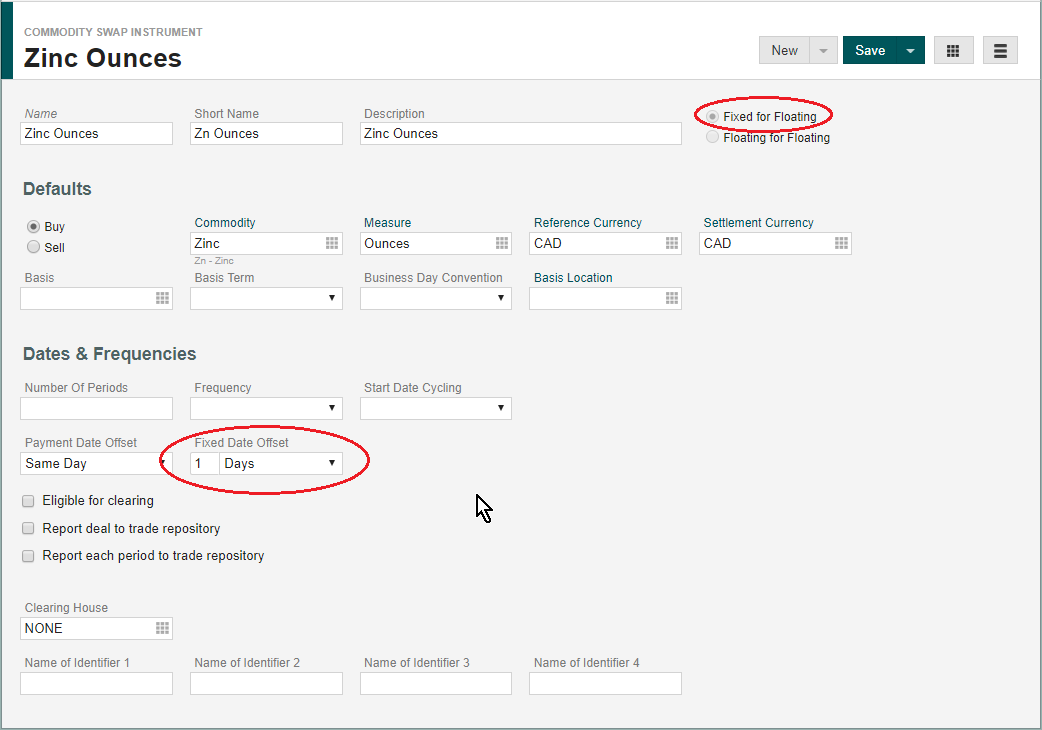 COMMODITY SWAP INSTRUMENT
Zinc Ounces
New
Save
Name
Short Name
Description
Zinc Ounces
Zn Ounces
Zinc Ounces
Fixed for Floating
Floating for Floating
Defaults
Buy
Sell
Commodity
Measure
Reference Currency
Settlement Currency
Zinc
Ounces
CAD
CAD
Zn - Zinc
Basis
Basis Term
Business Day Convention
Basis Location
Dates & Frequencies
Number Of Periods
Frequency
Start Date Cycling
Payment Date Offset
Fixed Date Offset
Same Day
1
Days
Eligible for clearing
Report deal to trade repository
Report each period to trade repository
Clearing House
NONE
Name of Identifier 1
Name of Identifier 2
Name of Identifier 3
Name of Identifier 4